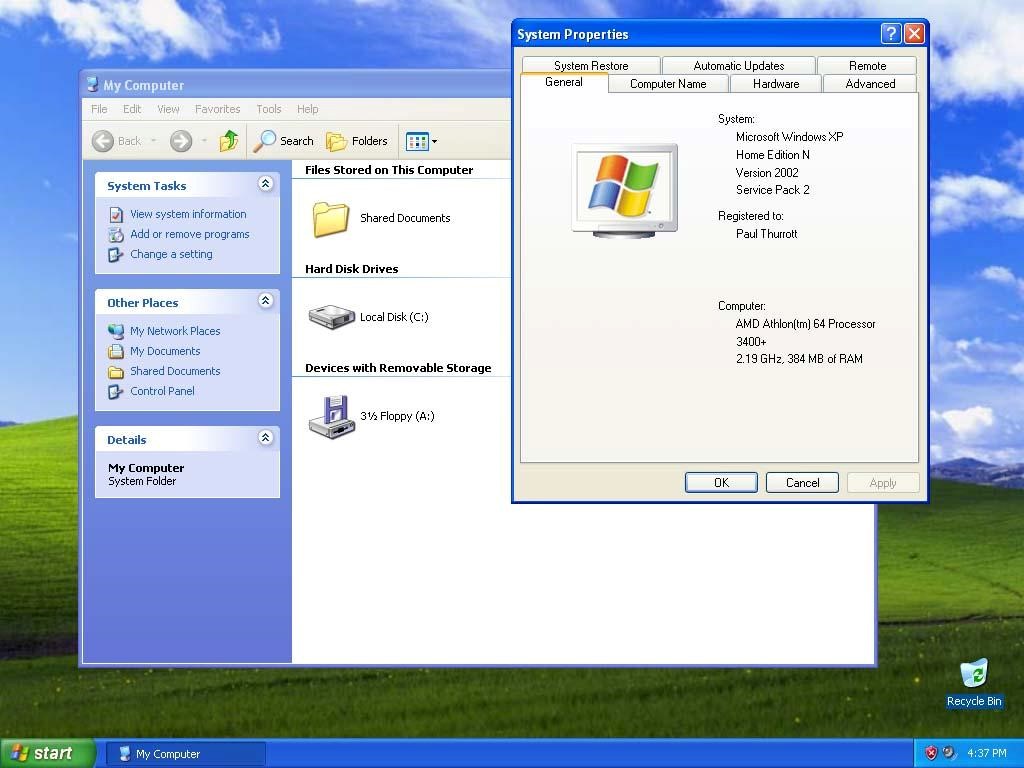 My Computer
File Edit View Favorites Tools Help
Back Search Folders
System Tasks
View system information
Add or remove programs
Change a setting
Other Places
My Network Places
My Documents
Shared Documents
Control Panel
Details
My Computer
System Folder
Files Stored on This Computer
Shared Documents
Hard Disk Drives
Local Disk (C:)
Devices with Removable Storage
3½ Floppy (A:)
System Properties
System Restore Automatic Updates Remote
General Computer Name Hardware Advanced
System:
Microsoft Windows XP
Home Edition N
Version 2002
Service Pack 2
Registered to:
Paul Thurrott
Computer:
AMD Athlon(tm) 64 Processor
3400+
2.19 GHz, 384 MB of RAM
OK Cancel Apply
Recycle Bin
start My Computer 4:37 PM